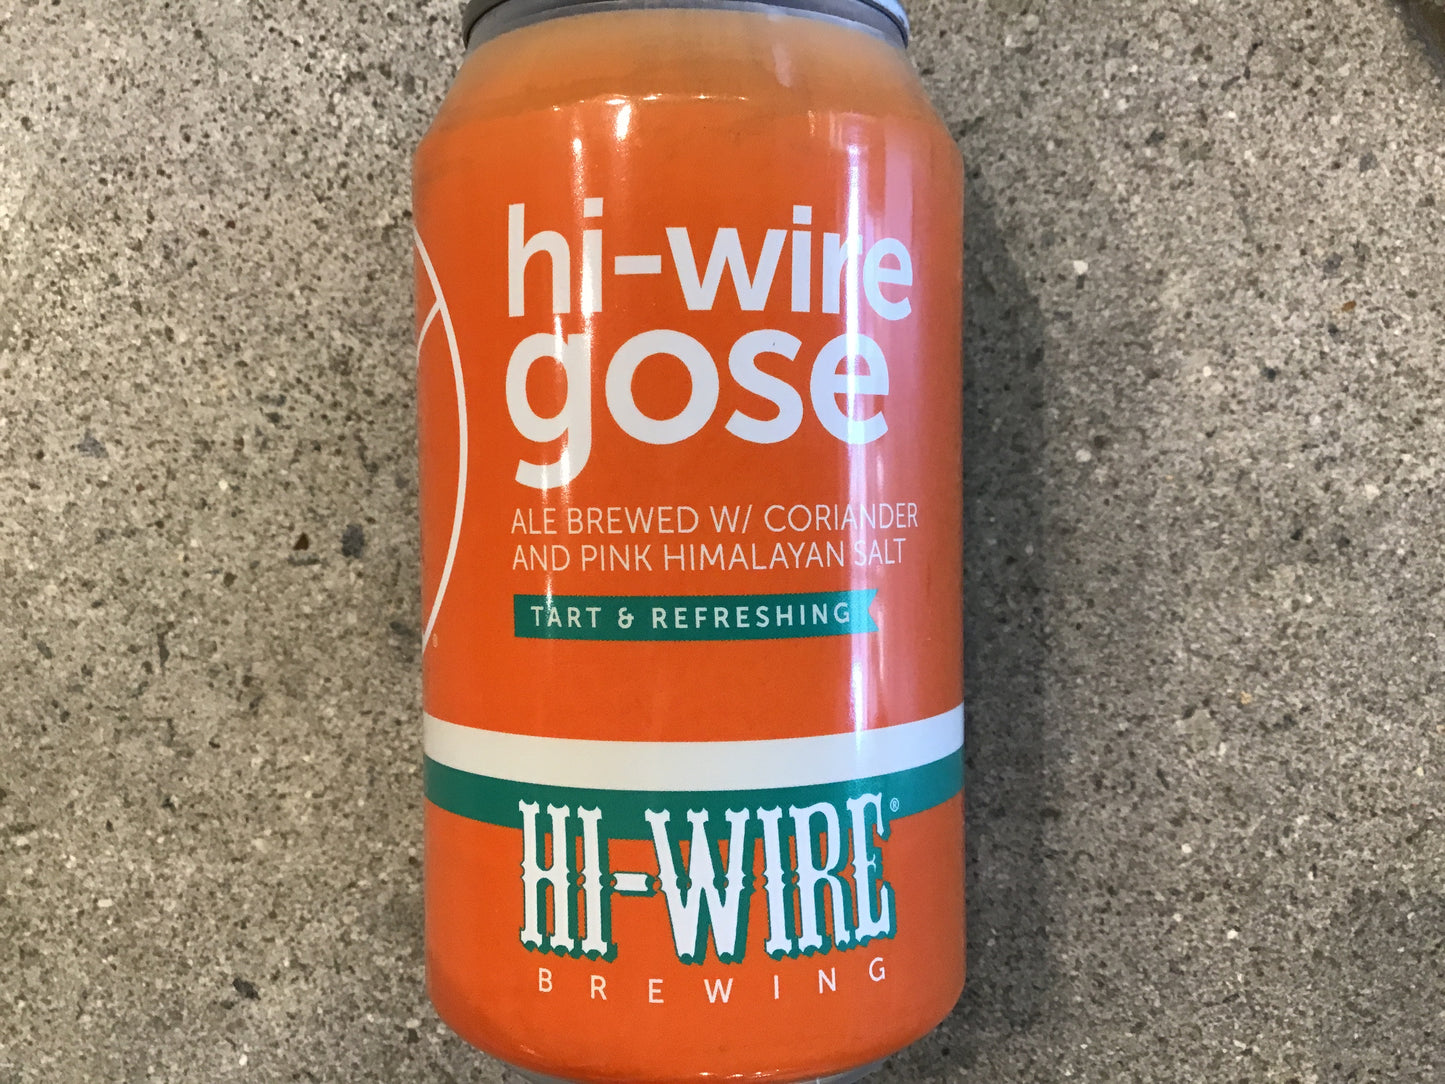 hi-wire
gose
ALE BREWED W/ CORIANDER
AND PINK HIMALAYAN SALT
TART & REFRESHING
HI-WIRE®
BREWING
®